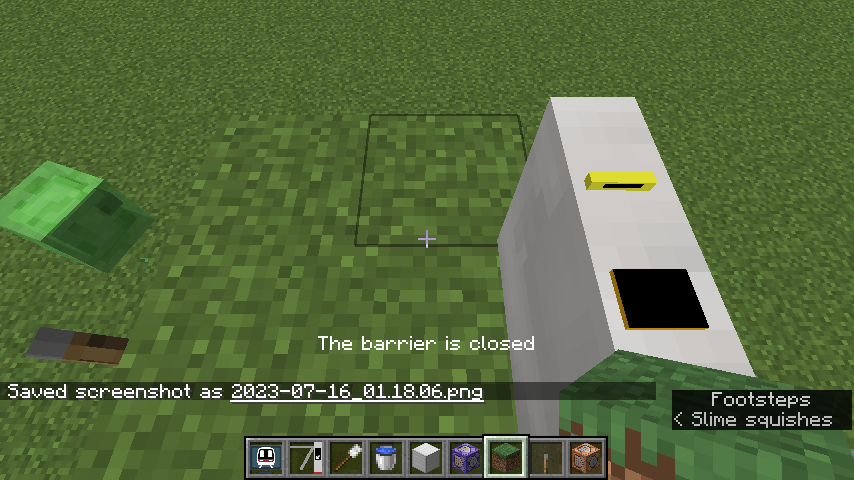 The barrier is closed
Saved screenshot as 2023-07-16_01.18.06.png
Footsteps
< Slime squishes